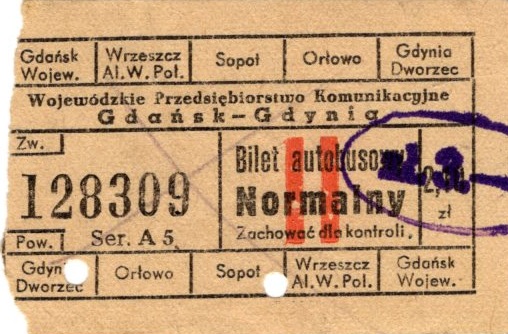 Gdańsk Wojew. Wrzeszcz Al. W. Pol. Sopot Orłowo Gdynia Dworzec
Wojewódzkie Przedsiębiorstwo Komunikacyjne
Gdańsk-Gdynia
Zw.
128309
Pow. Ser. A 5
Bilet autobusowy
Normalny
Zachować dla kontroli.
zł
Gdyni Dworzec Orłowo Sopot Wrzeszcz Al. W. Pol. Gdańsk Wojew.